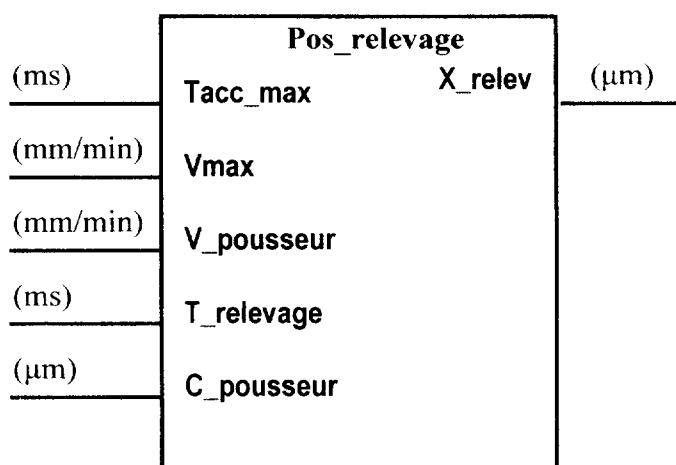 Pos_relevage
(ms) Tacc_max X_relev (µm)
(mm/min) Vmax
(mm/min) V_pousseur
(ms) T_relevage
(µm) C_pousseur